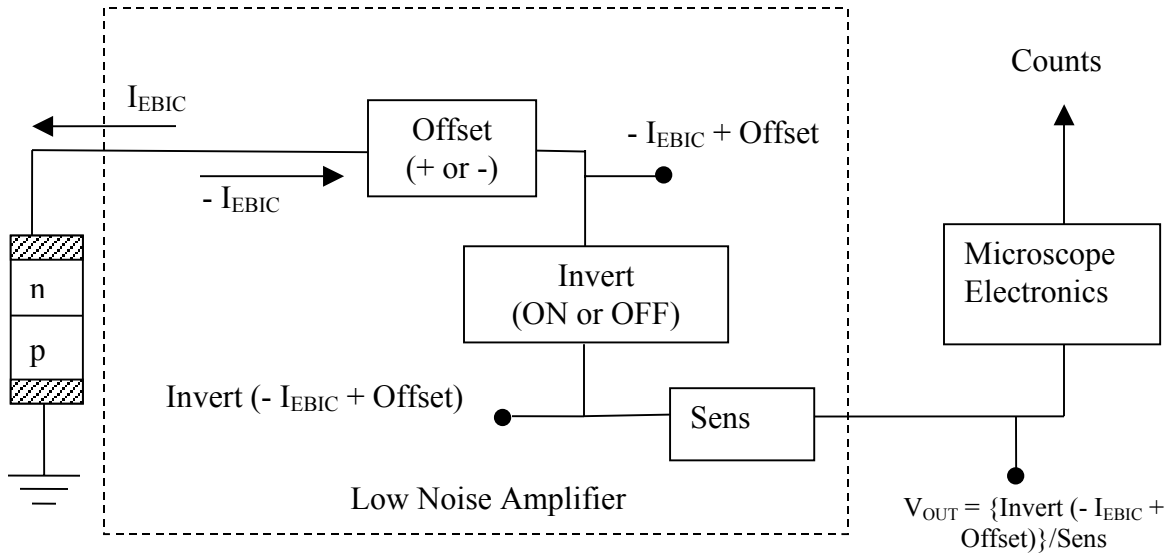 Counts
I_EBIC
Offset
(+ or -)
- I_EBIC + Offset
- I_EBIC
n
p
Invert
(ON or OFF)
Microscope
Electronics
Invert (- I_EBIC + Offset)
Sens
Low Noise Amplifier
V_OUT = {Invert (- I_EBIC +
Offset)}/Sens